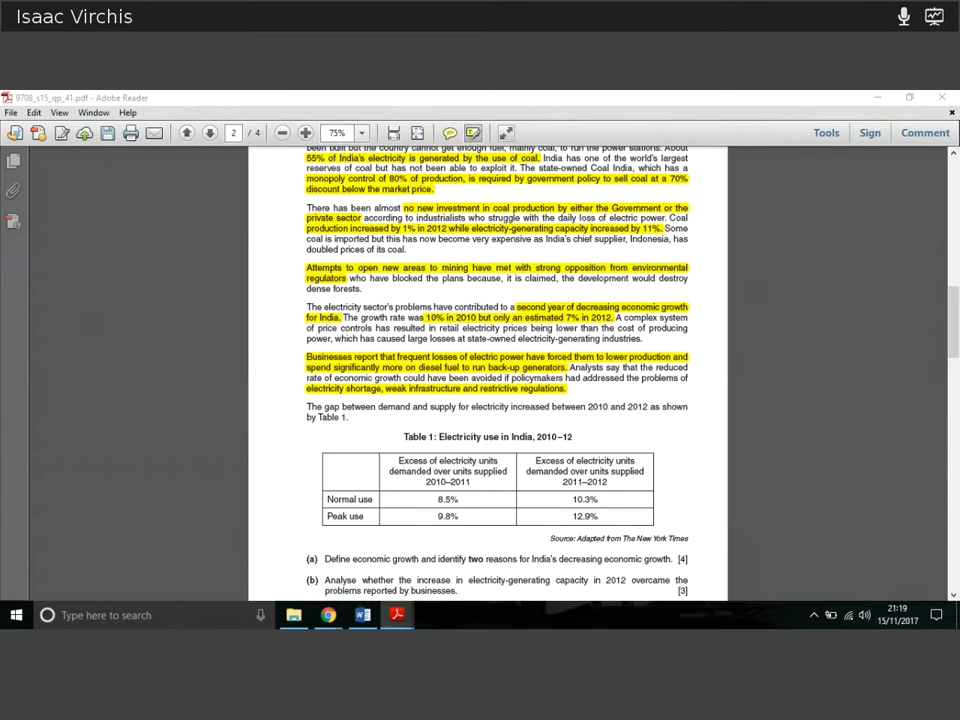 Isaac Virchis
9708_s15_qp_41.pdf - Adobe Reader
File Edit View Window Help
2 / 4 75% Tools Sign Comment
been built but the country cannot get enough fuel, mainly coal, to run the power stations. About
55% of India's electricity is generated by the use of coal. India has one of the world's largest
reserves of coal but has not been able to exploit it. The state-owned Coal India, which has a
monopoly control of 80% of production, is required by government policy to sell coal at a 70%
discount below the market price.
There has been almost no new investment in coal production by either the Government or the
private sector according to industrialists who struggle with the daily loss of electric power. Coal
production increased by 1% in 2012 while electricity-generating capacity increased by 11%. Some
coal is imported but this has now become very expensive as India's chief supplier, Indonesia, has
doubled prices of its coal.
Attempts to open new areas to mining have met with strong opposition from environmental
regulators who have blocked the plans because, it is claimed, the development would destroy
dense forests.
The electricity sector's problems have contributed to a second year of decreasing economic growth
for India. The growth rate was 10% in 2010 but only an estimated 7% in 2012. A complex system
of price controls has resulted in retail electricity prices being lower than the cost of producing
power, which has caused large losses at state-owned electricity-generating industries.
Businesses report that frequent losses of electric power have forced them to lower production and
spend significantly more on diesel fuel to run back-up generators. Analysts say that the reduced
rate of economic growth could have been avoided if policymakers had addressed the problems of
electricity shortage, weak infrastructure and restrictive regulations.
The gap between demand and supply for electricity increased between 2010 and 2012 as shown
by Table 1.
Table 1: Electricity use in India, 2010–12
Excess of electricity units Excess of electricity units
demanded over units supplied demanded over units supplied
2010–2011 2011–2012
Normal use 8.5% 10.3%
Peak use 9.8% 12.9%
Source: Adapted from The New York Times
(a) Define economic growth and identify two reasons for India's decreasing economic growth. [4]
(b) Analyse whether the increase in electricity-generating capacity in 2012 overcame the
problems reported by businesses. [3]
Type here to search
21:19
15/11/2017